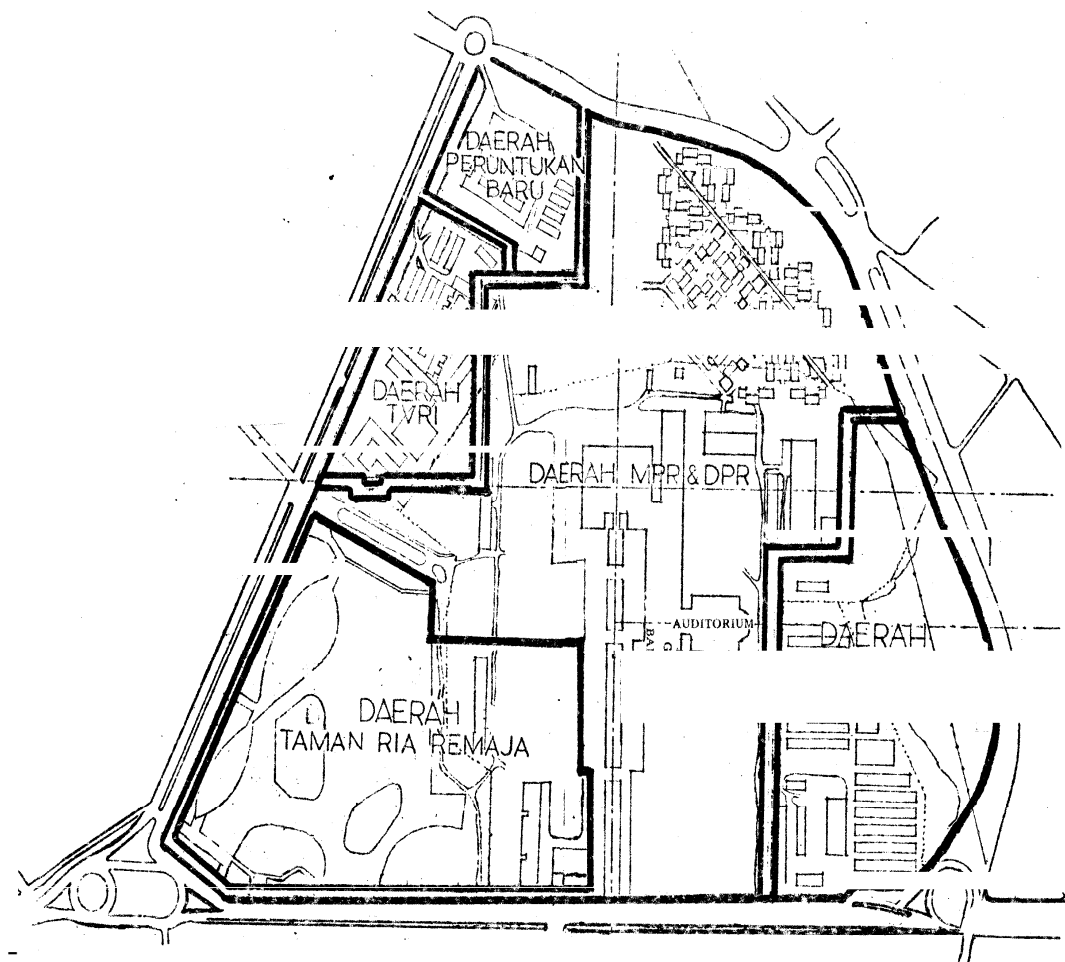 DAERAH
PERUNTUKAN
BARU
DAERAH
TVRI
DAERAH MPR & DPR
AUDITORIUM
DAERAH
DAERAH
TAMAN RIA REMAJA